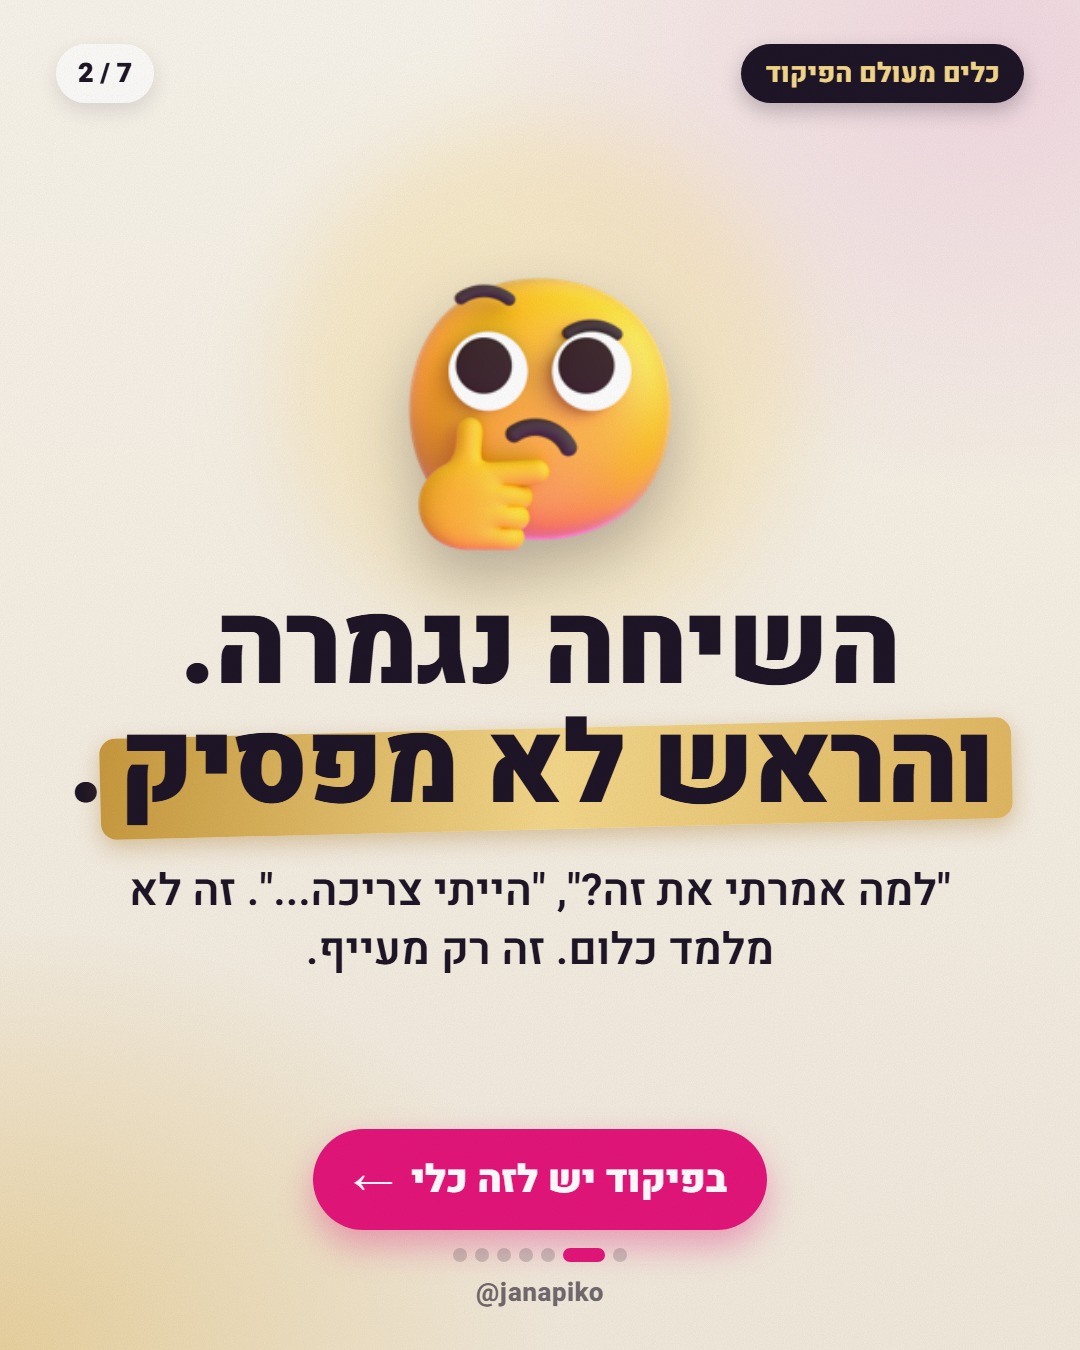 כלים מעולם הפיקוד
2 / 7
השיחה נגמרה.
והראש לא מפסיק.
"למה אמרתי את זה?", "הייתי צריכה...". זה לא
מלמד כלום. זה רק מעייף.
בפיקוד יש לזה כלי ←
@janapiko